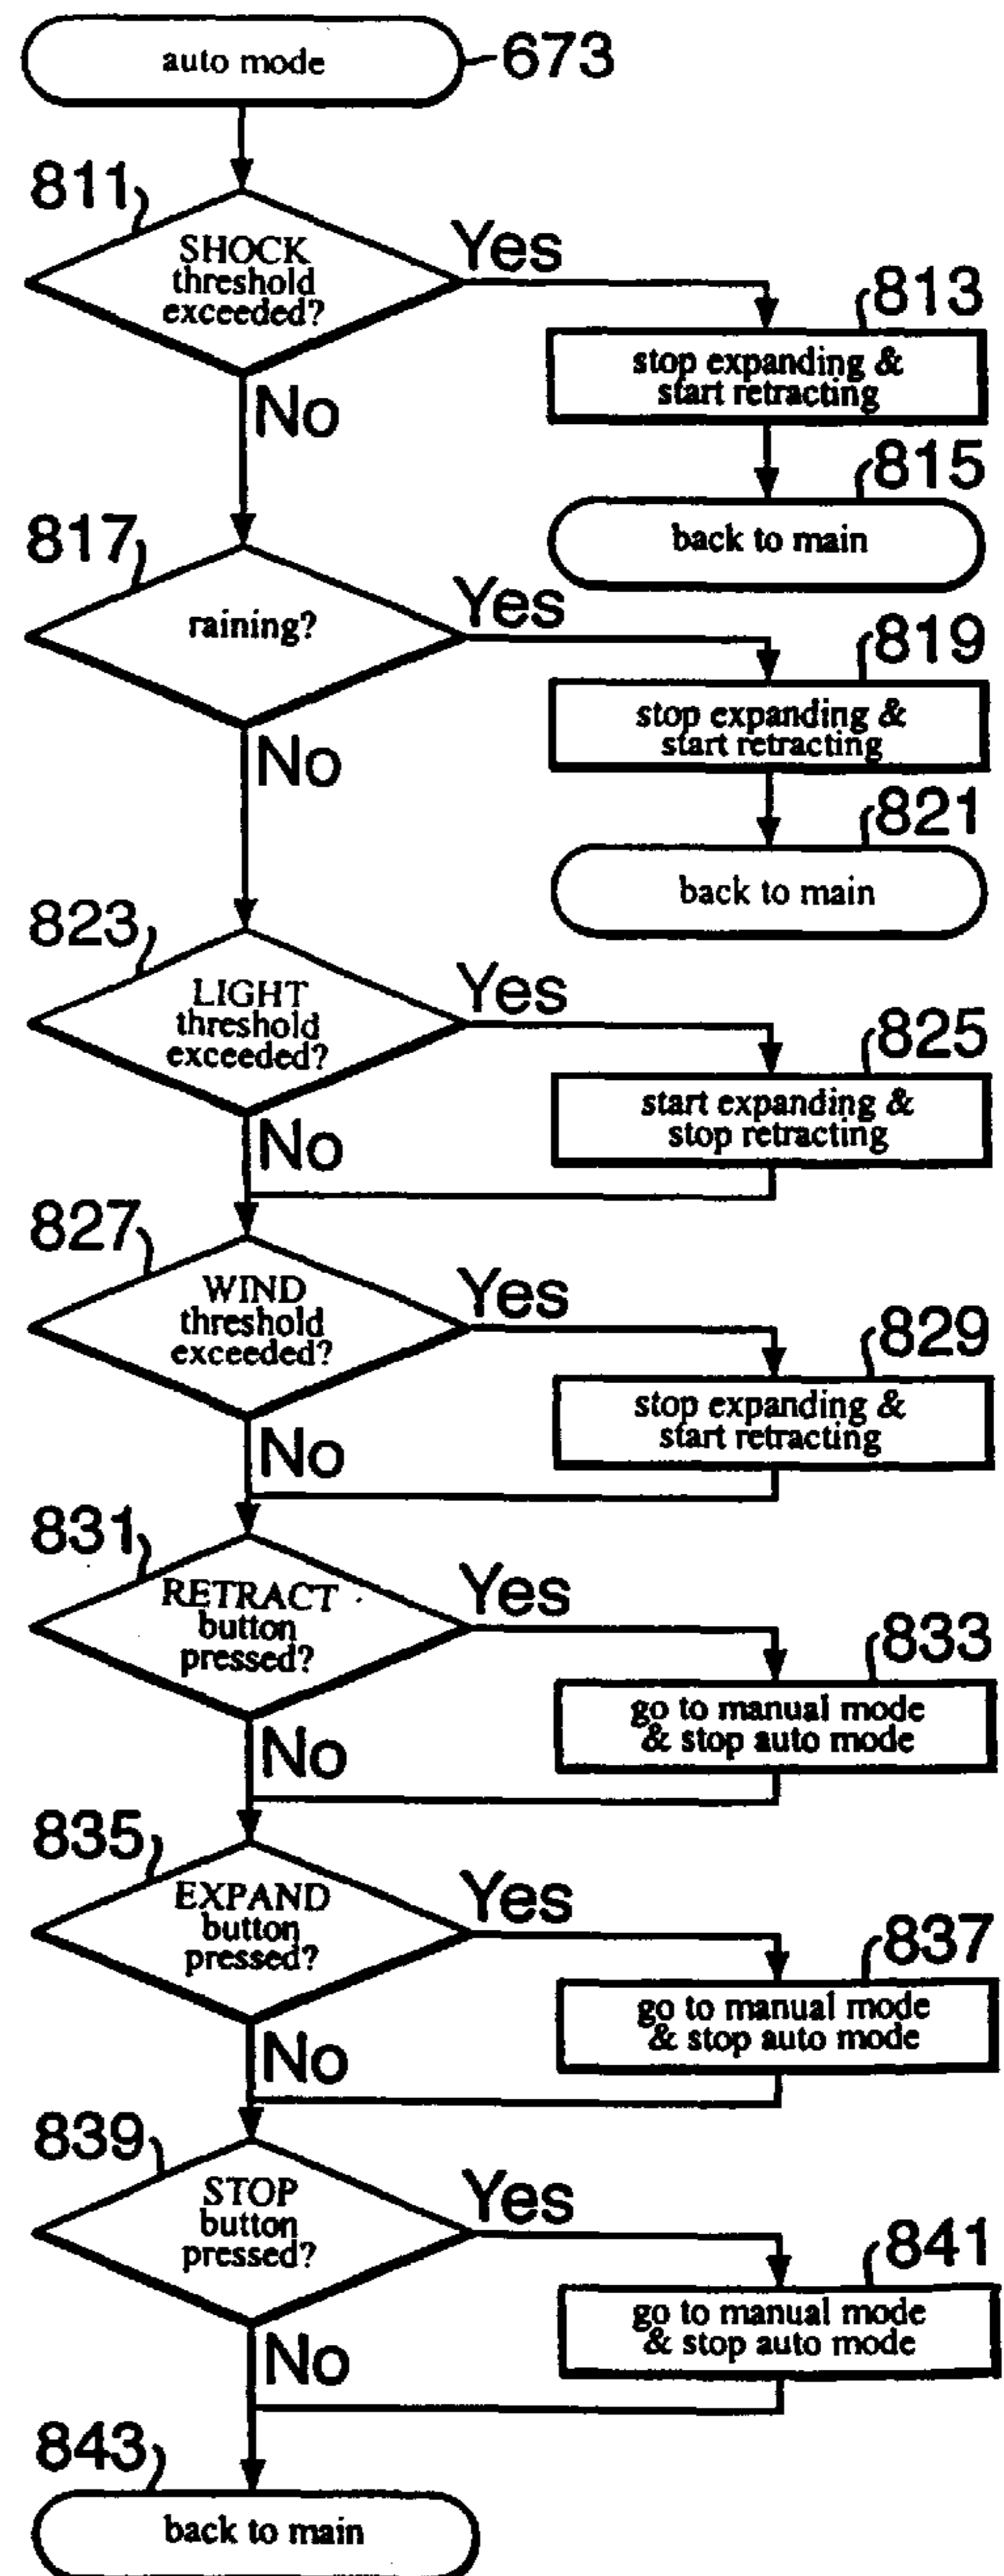 auto mode
673
811
SHOCK
threshold
exceeded?
Yes
813
stop expanding &
start retracting
No
815
back to main
817
raining?
Yes
819
stop expanding &
start retracting
No
821
back to main
823
LIGHT
threshold
exceeded?
Yes
825
start expanding &
stop retracting
No
827
WIND
threshold
exceeded?
Yes
829
stop expanding &
start retracting
No
831
RETRACT
button
pressed?
Yes
833
go to manual mode
& stop auto mode
No
835
EXPAND
button
pressed?
Yes
837
go to manual mode
& stop auto mode
No
839
STOP
button
pressed?
Yes
841
go to manual mode
& stop auto mode
No
843
back to main